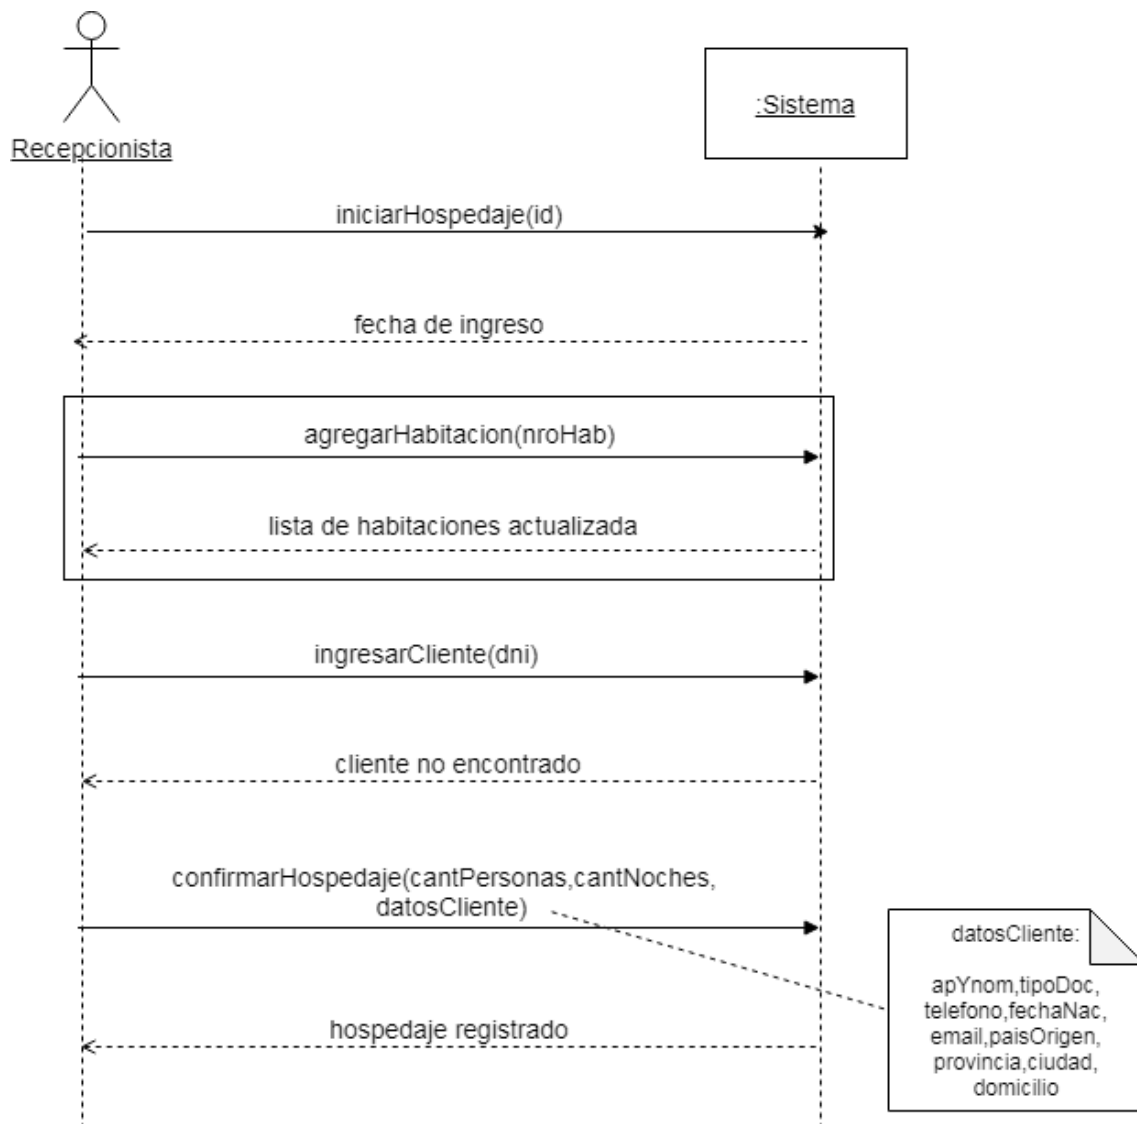 Recepcionista
:Sistema
iniciarHospedaje(id)
fecha de ingreso
agregarHabitacion(nroHab)
lista de habitaciones actualizada
ingresarCliente(dni)
cliente no encontrado
confirmarHospedaje(cantPersonas,cantNoches,
datosCliente)
datosCliente:
apYnom,tipoDoc,
telefono,fechaNac,
email,paisOrigen,
provincia,ciudad,
domicilio
hospedaje registrado